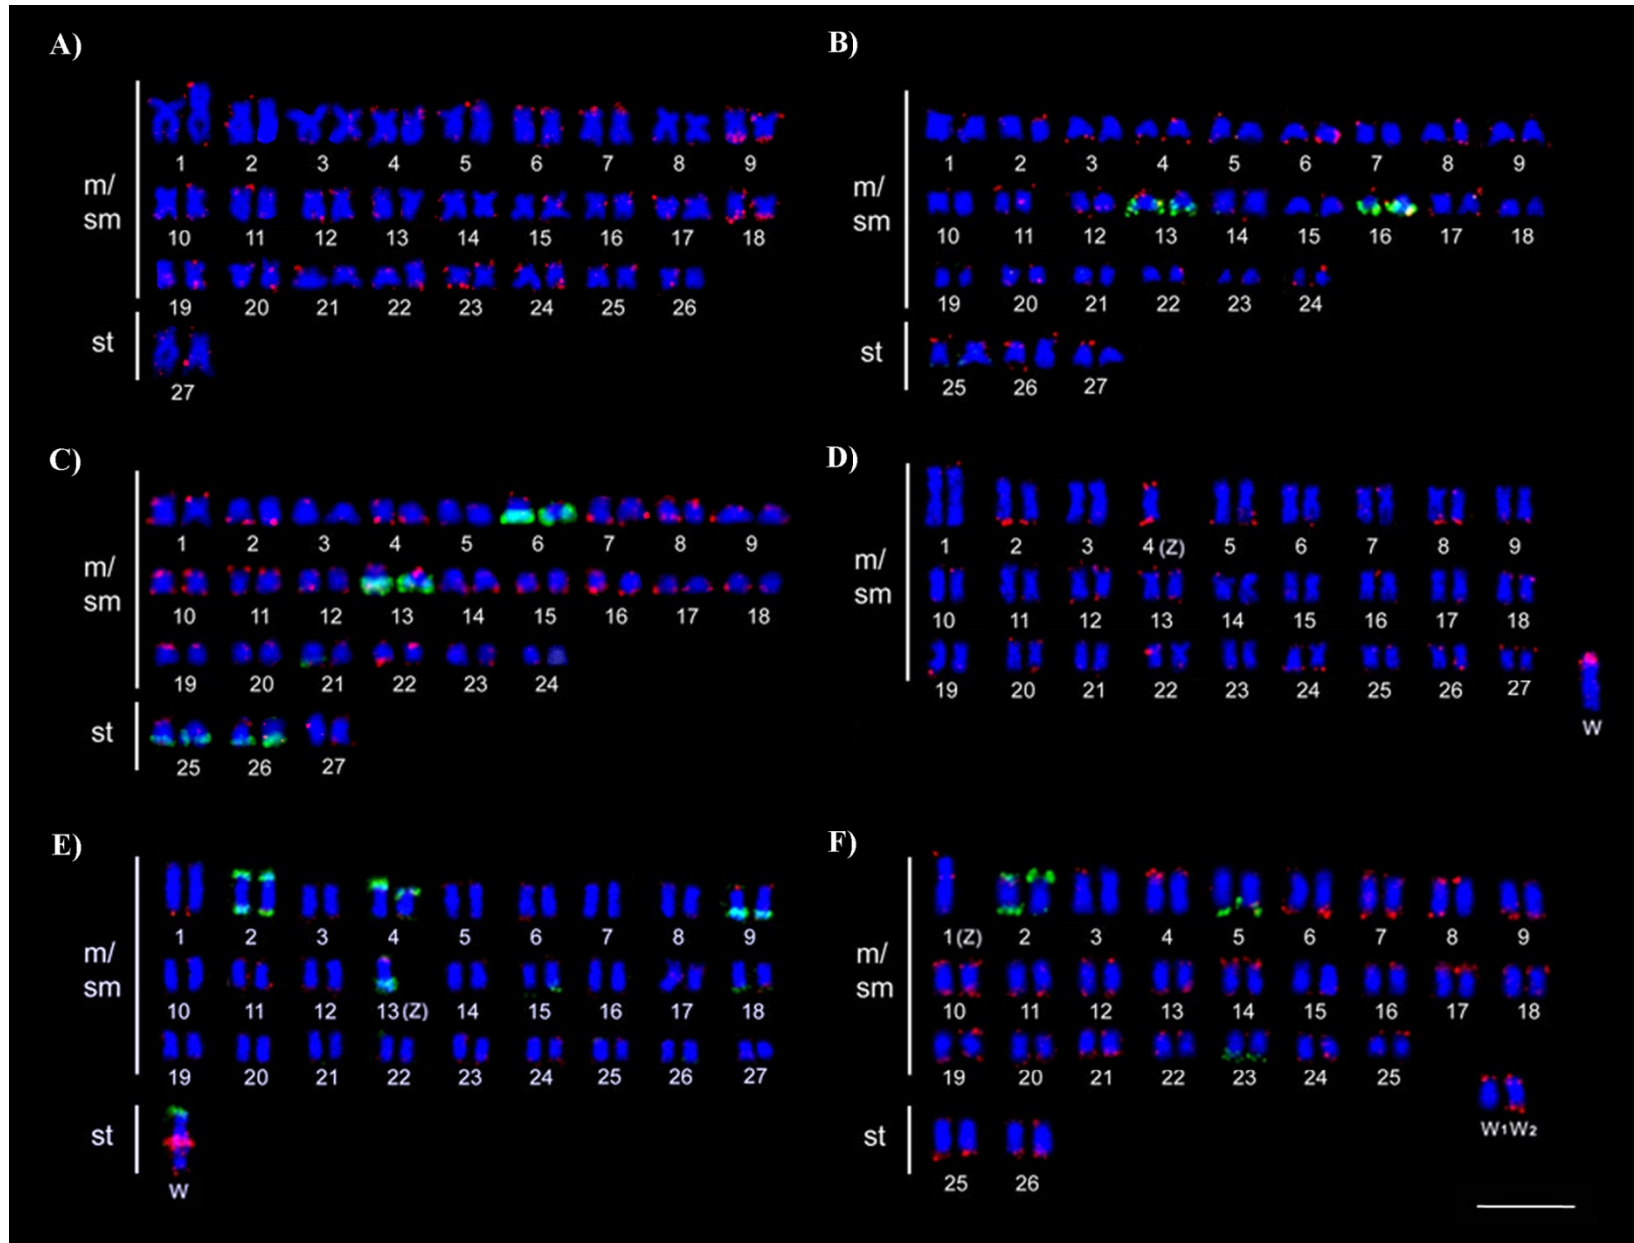 A)
1 2 3 4 5 6 7 8 9
m/
sm
10 11 12 13 14 15 16 17 18
19 20 21 22 23 24 25 26
st
27
B)
1 2 3 4 5 6 7 8 9
m/
sm
10 11 12 13 14 15 16 17 18
19 20 21 22 23 24
st
25 26 27
C)
1 2 3 4 5 6 7 8 9
m/
sm
10 11 12 13 14 15 16 17 18
19 20 21 22 23 24
st
25 26 27
D)
1 2 3 4 (Z) 5 6 7 8 9
m/
sm
10 11 12 13 14 15 16 17 18
19 20 21 22 23 24 25 26 27
W
E)
1 2 3 4 5 6 7 8 9
m/
sm
10 11 12 13 (Z) 14 15 16 17 18
19 20 21 22 23 24 25 26 27
st
W
F)
1 (Z) 2 3 4 5 6 7 8 9
m/
sm
10 11 12 13 14 15 16 17 18
19 20 21 22 23 24 25
W1 W2
st
25 26